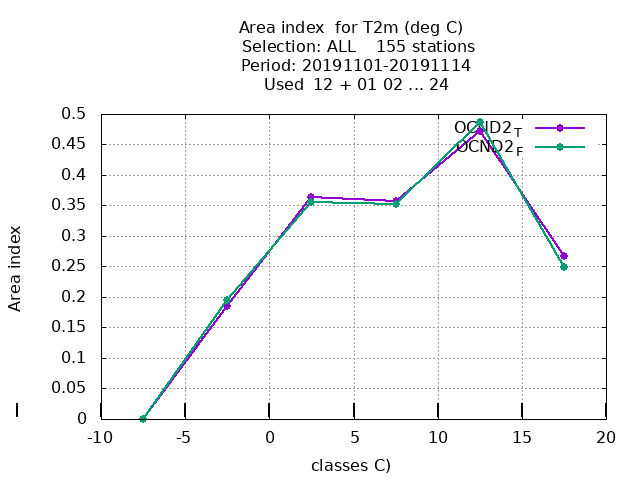 Area index  for T2m (deg C)
Selection: ALL    155 stations
Period: 20191101-20191114
Used  12 + 01 02 ... 24
OCND2T
OCND2F
0.5
0.45
0.4
0.35
0.3
0.25
0.2
0.15
0.1
0.05
0
Area index
-10 -5 0 5 10 15 20
classes C)